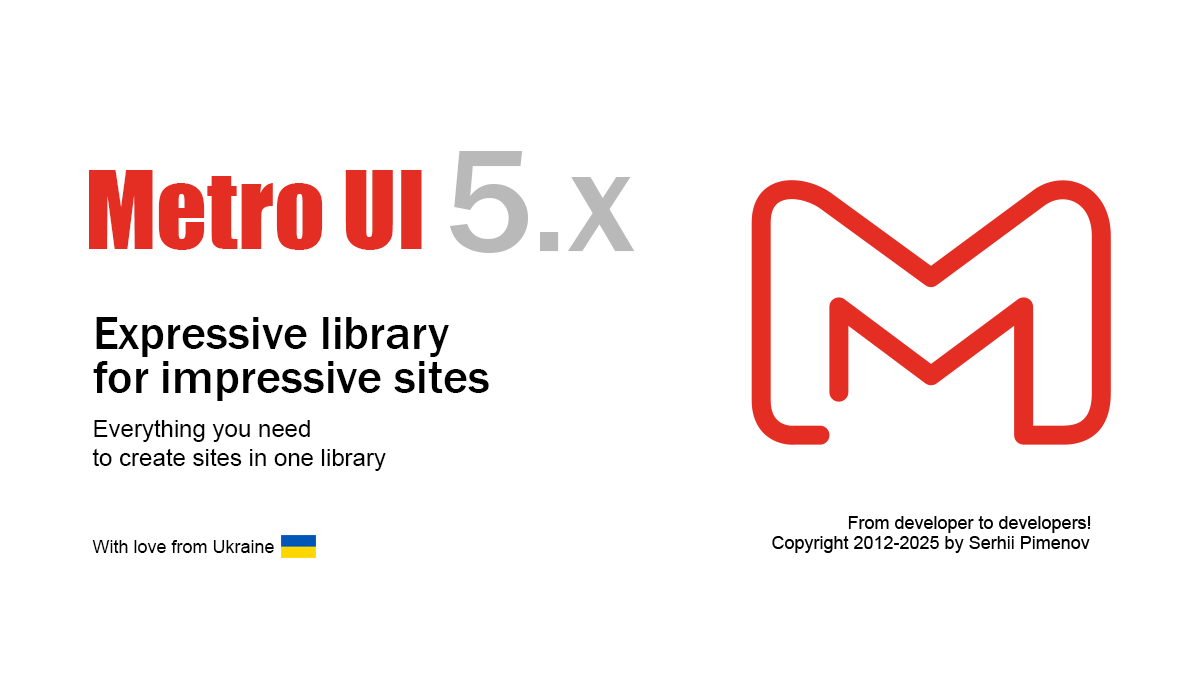 Metro UI 5.x
Expressive library
for impressive sites
Everything you need
to create sites in one library
With love from Ukraine
From developer to developers!
Copyright 2012-2025 by Serhii Pimenov